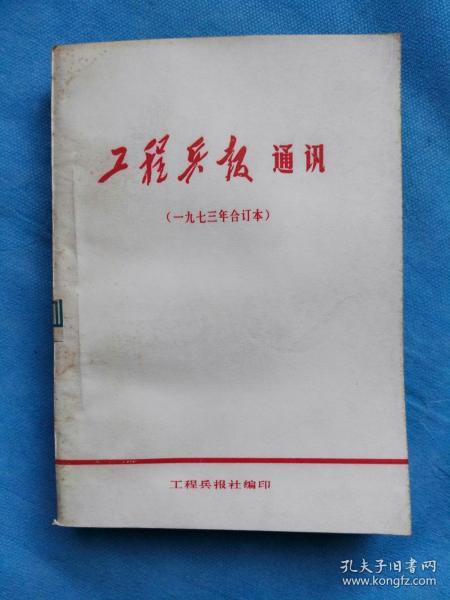 工程兵报 通讯
(一九七三年合订本)
工程兵报社编印
孔夫子旧书网
www.kongfz.com